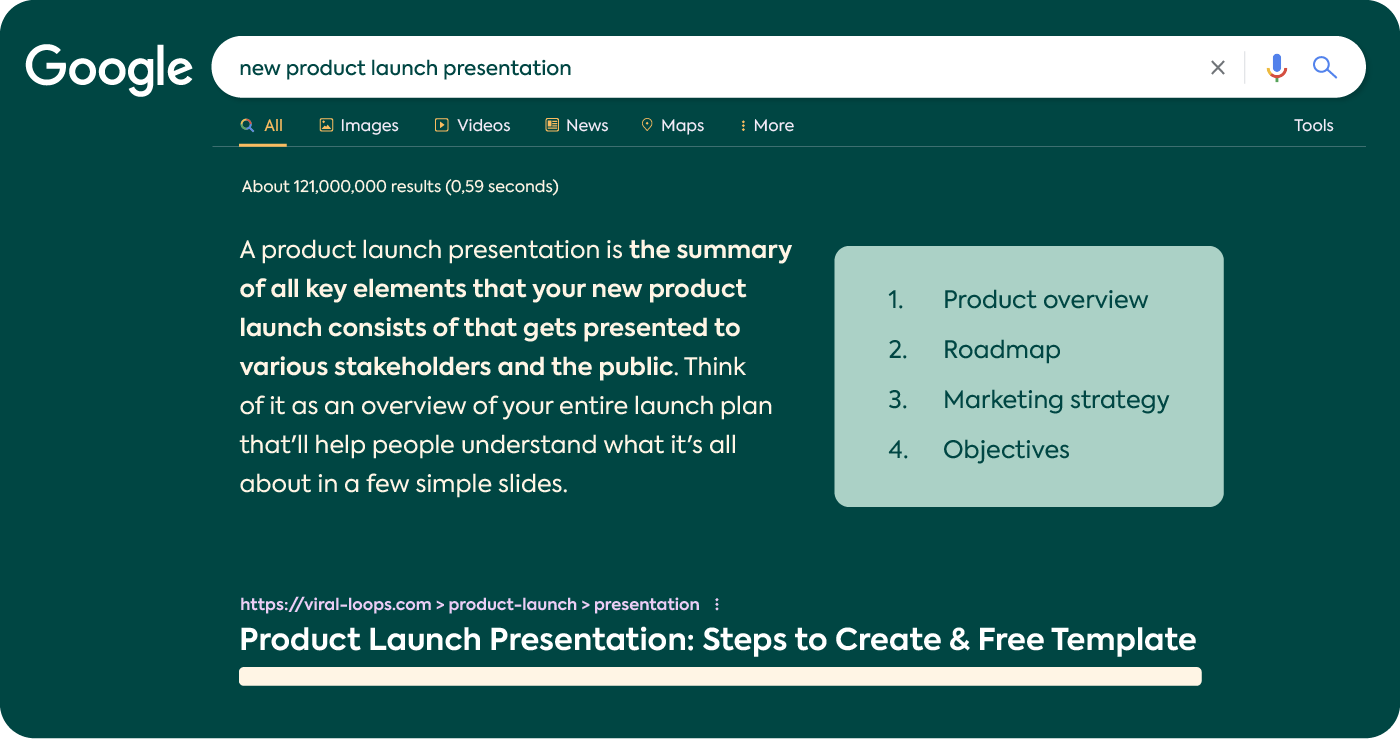 Google
new product launch presentation
All Images Videos News Maps More Tools
About 121,000,000 results (0,59 seconds)
A product launch presentation is the summary
of all key elements that your new product
launch consists of that gets presented to
various stakeholders and the public. Think
of it as an overview of your entire launch plan
that'll help people understand what it's all
about in a few simple slides.
1. Product overview
2. Roadmap
3. Marketing strategy
4. Objectives
https://viral-loops.com > product-launch > presentation
Product Launch Presentation: Steps to Create & Free Template